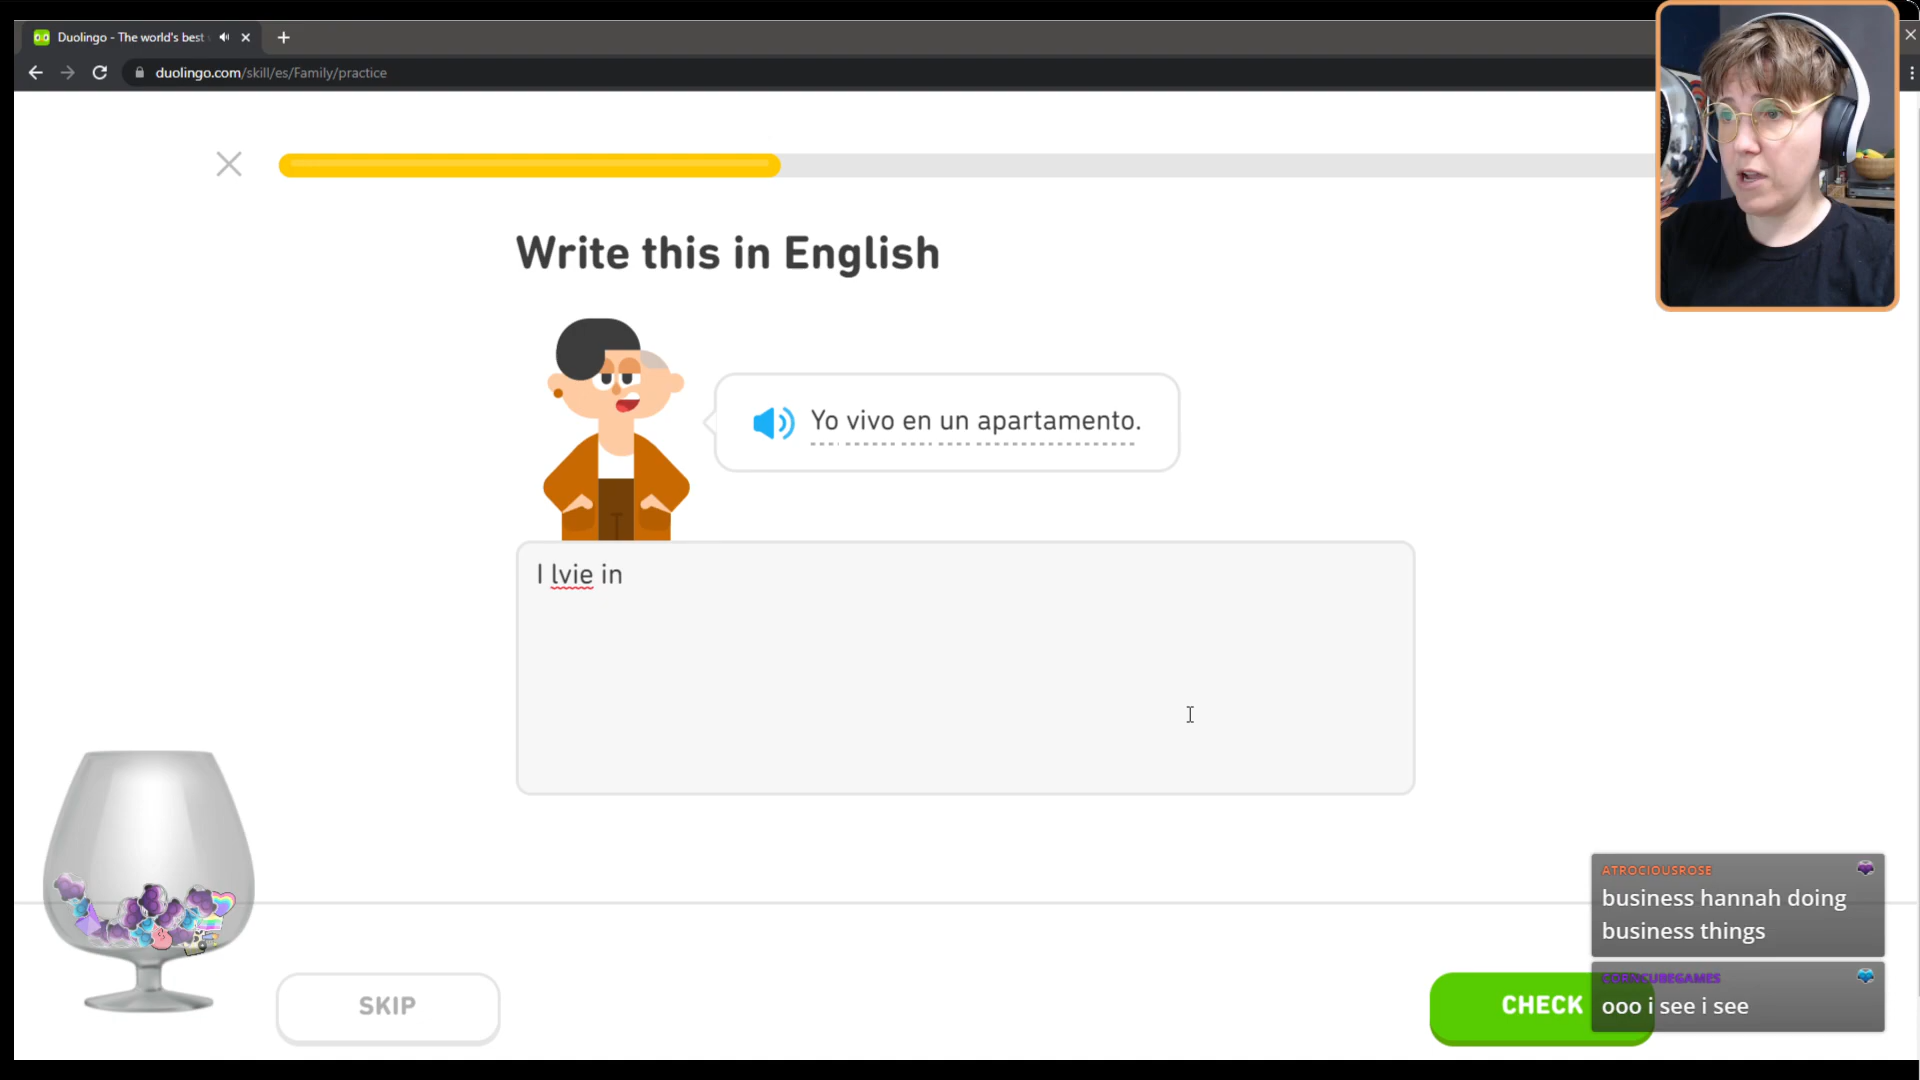 Duolingo - The world's best
duolingo.com/skill/es/Family/practice
Write this in English
Yo vivo en un apartamento.
I lvie in
ATROCIOUSROSE
business hannah doing
business things
CORNCUBEGAMES
ooo i see i see
SKIP
CHECK